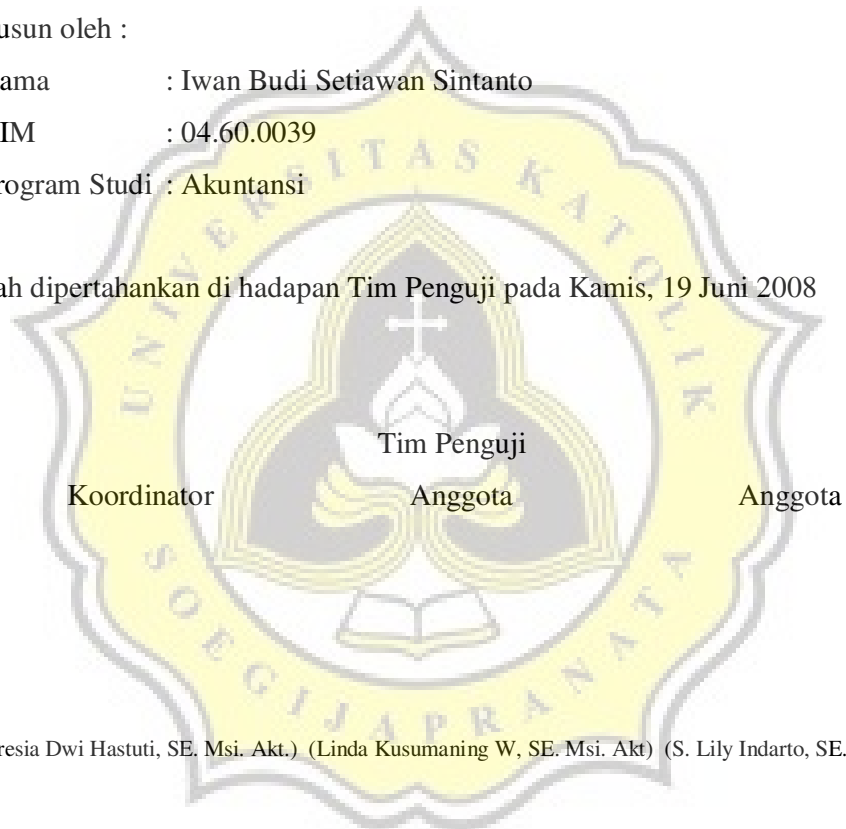 usun oleh :
ama : Iwan Budi Setiawan Sintanto
IM : 04.60.0039
rogram Studi : Akuntansi
ah dipertahankan di hadapan Tim Penguji pada Kamis, 19 Juni 2008
Tim Penguji
Koordinator Anggota Anggota
resia Dwi Hastuti, SE. Msi. Akt.) (Linda Kusumaning W, SE. Msi. Akt) (S. Lily Indarto, SE.
UNIVERSITAS KATOLIK
SOEGIJAPRANATA